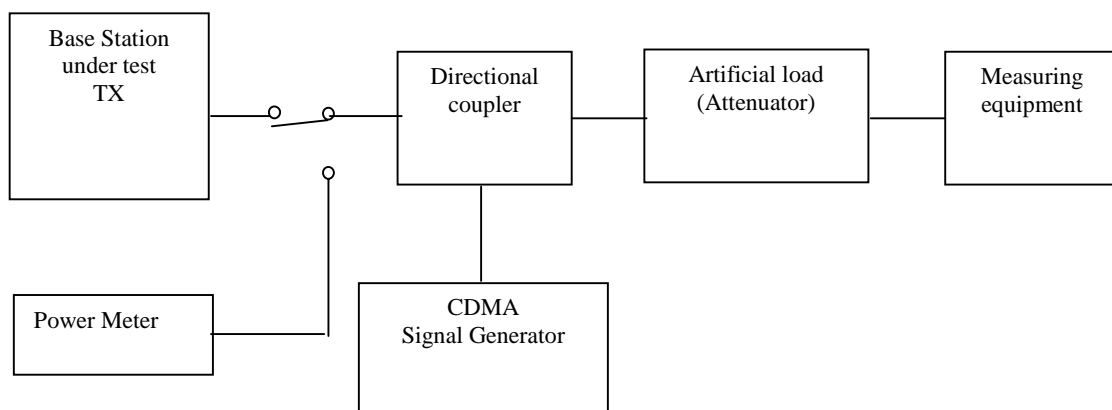 Base Station
under test
TX
Directional
coupler
Artificial load
(Attenuator)
Measuring
equipment
Power Meter
CDMA
Signal Generator